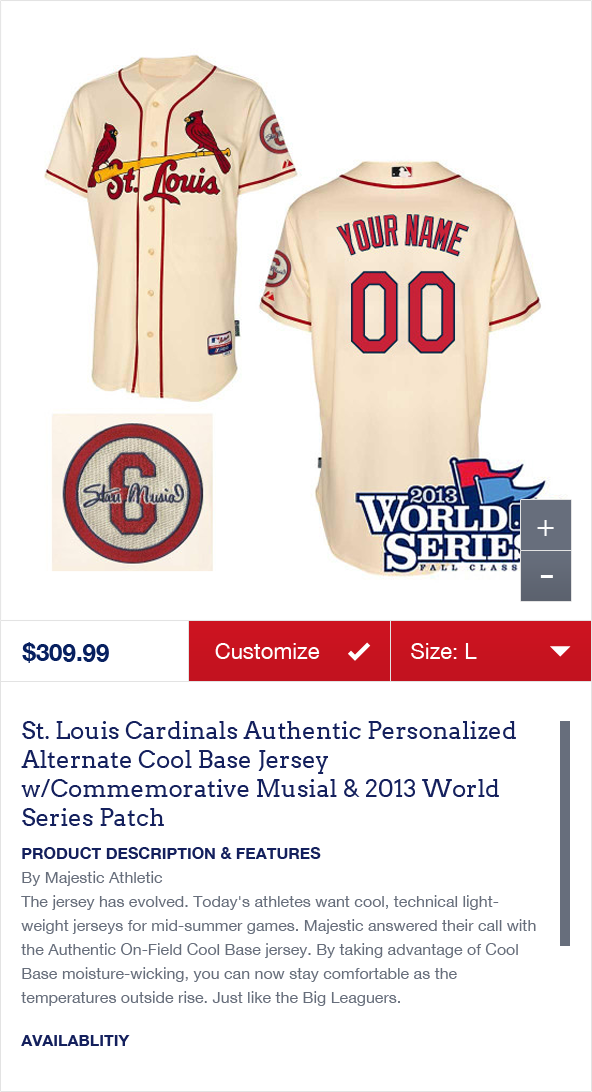 St. Louis
YOUR NAME
00
6
Stan Musial
2013
WORLD
SERIES
FALL CLASS
+
-
$309.99
Customize
Size: L
St. Louis Cardinals Authentic Personalized
Alternate Cool Base Jersey
w/Commemorative Musial & 2013 World
Series Patch
PRODUCT DESCRIPTION & FEATURES
By Majestic Athletic
The jersey has evolved. Today's athletes want cool, technical light-
weight jerseys for mid-summer games. Majestic answered their call with
the Authentic On-Field Cool Base jersey. By taking advantage of Cool
Base moisture-wicking, you can now stay comfortable as the
temperatures outside rise. Just like the Big Leaguers.
AVAILABLITIY